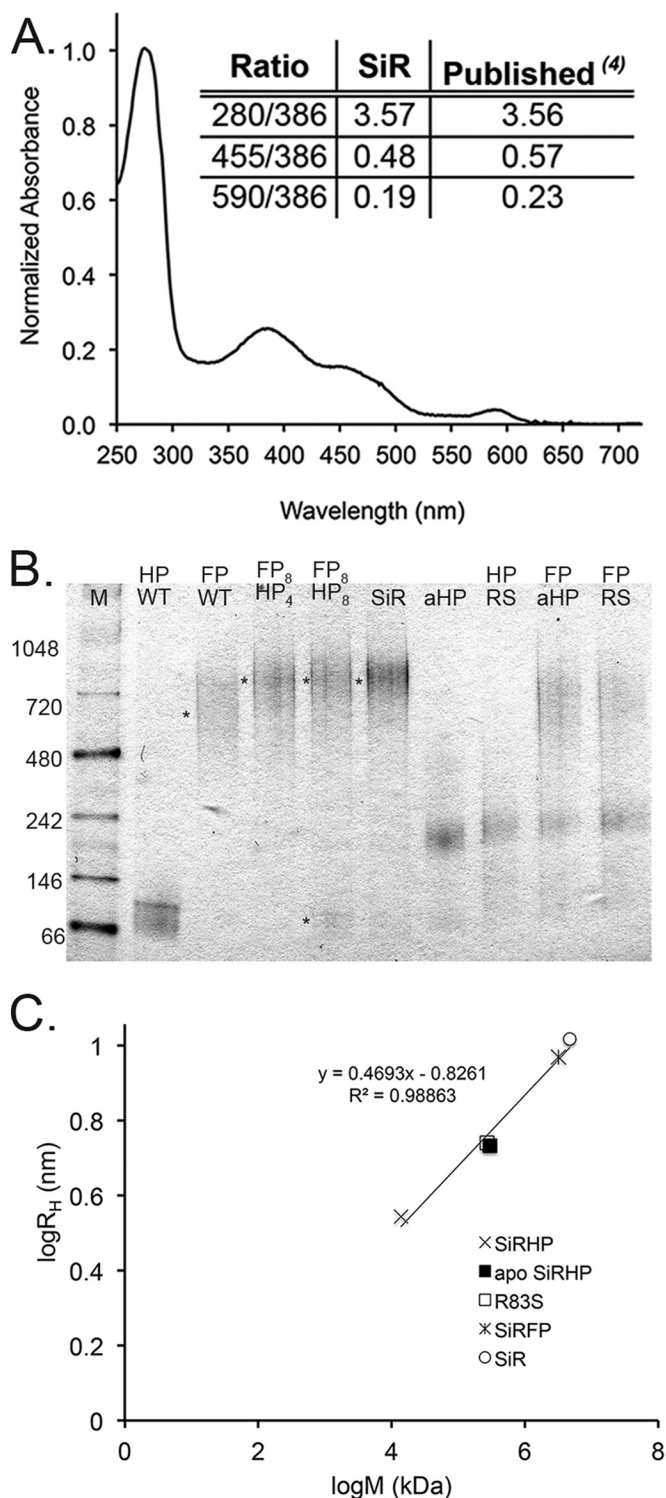 A.
Normalized Absorbance
1.0
0.8
0.6
0.4
0.2
0.0
250 300 350 400 450 500 550 600 650 700
Wavelength (nm)
Ratio SiR Published (4)
280/386 3.57 3.56
455/386 0.48 0.57
590/386 0.19 0.23
B.
HP FP FP8 FP8 HP FP FP
M WT WT HP4 HP8 SiR aHP RS aHP RS
1048
720
480
242
146
66
*
*
*
*
*
C.
logRH (nm)
1
0.8
0.6
0.4
0.2
0
0 2 4 6 8
logM (kDa)
y = 0.4693x - 0.8261
R² = 0.98863
SiRHP
apo SiRHP
R83S
SiRFP
SiR